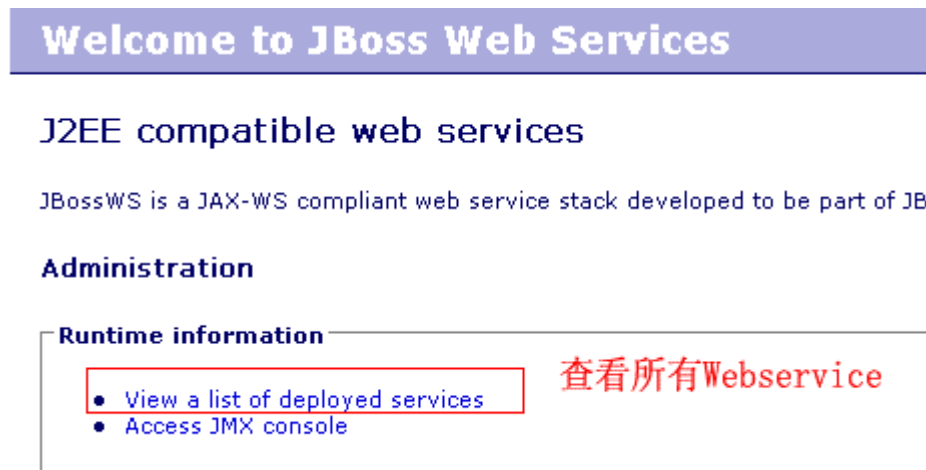 Welcome to JBoss Web Services
J2EE compatible web services
JBossWS is a JAX-WS compliant web service stack developed to be part of JB
Administration
Runtime information
查看所有Webservice
View a list of deployed services
Access JMX console